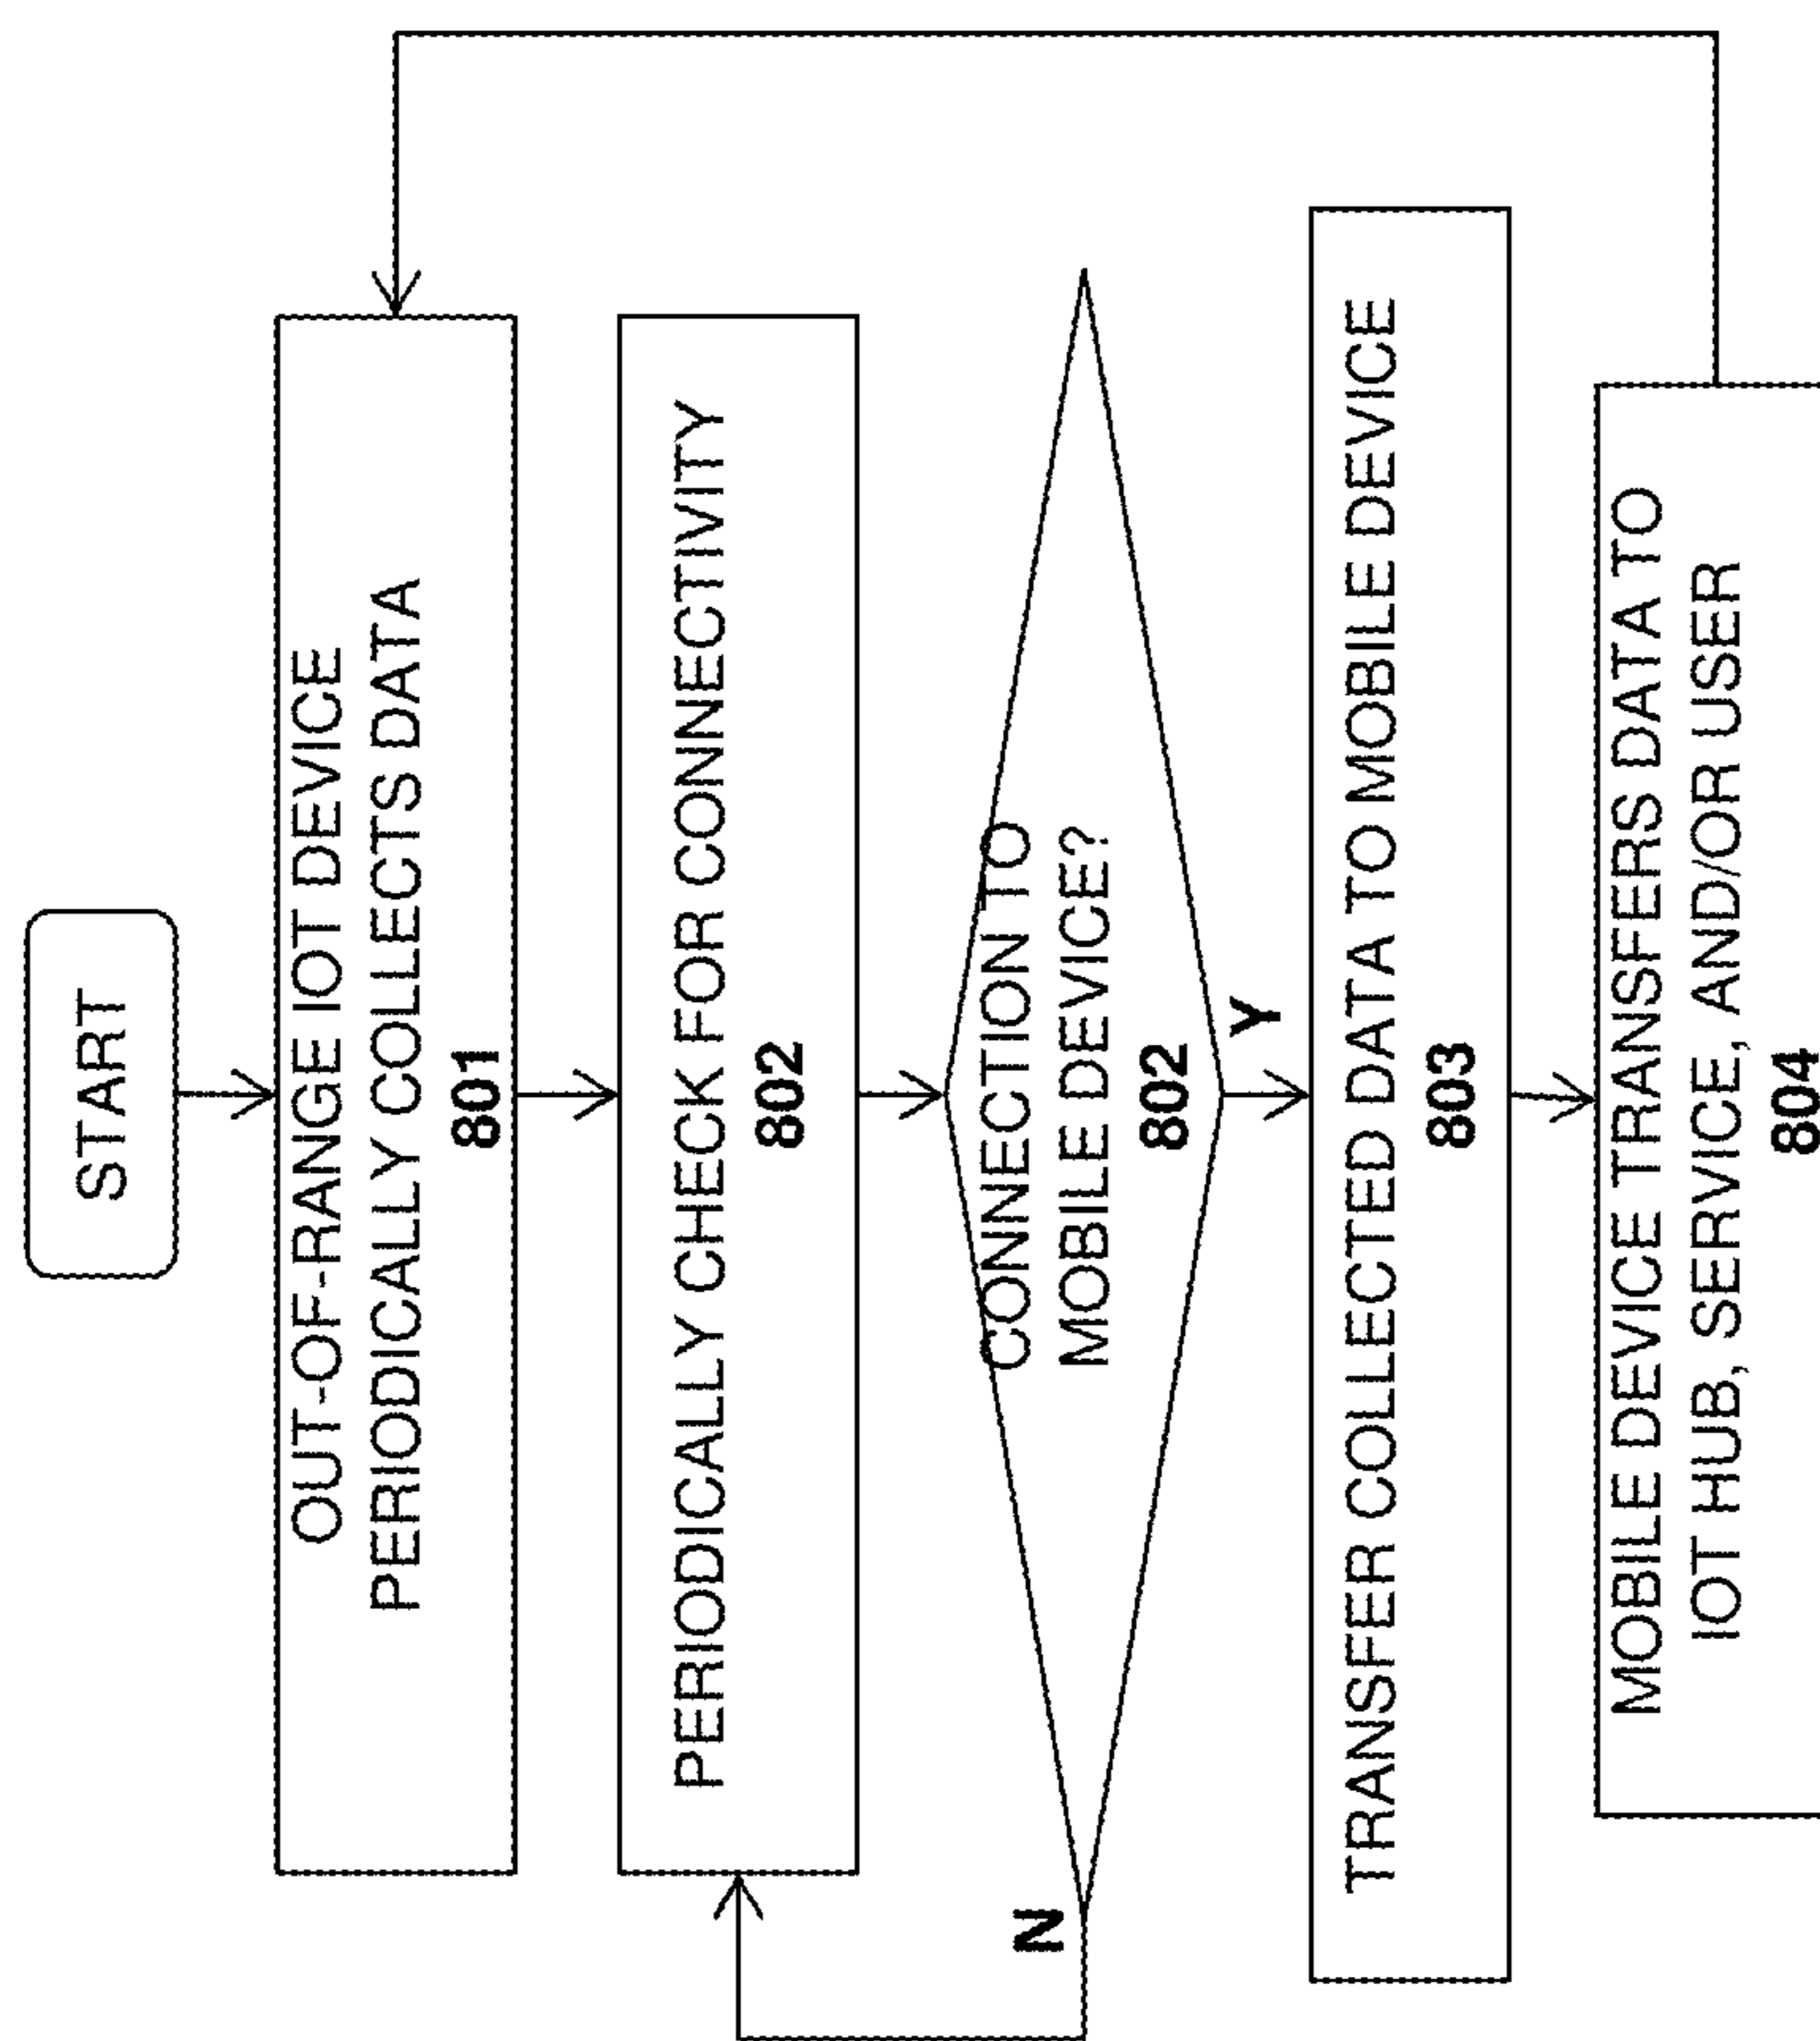 START
OUT-OF-RANGE IOT DEVICE
PERIODICALLY COLLECTS DATA
801
PERIODICALLY CHECK FOR CONNECTIVITY
802
CONNECTION TO
MOBILE DEVICE?
802
N
Y
TRANSFER COLLECTED DATA TO MOBILE DEVICE
803
MOBILE DEVICE TRANSFERS DATA TO
IOT HUB, SERVICE, AND/OR USER
804